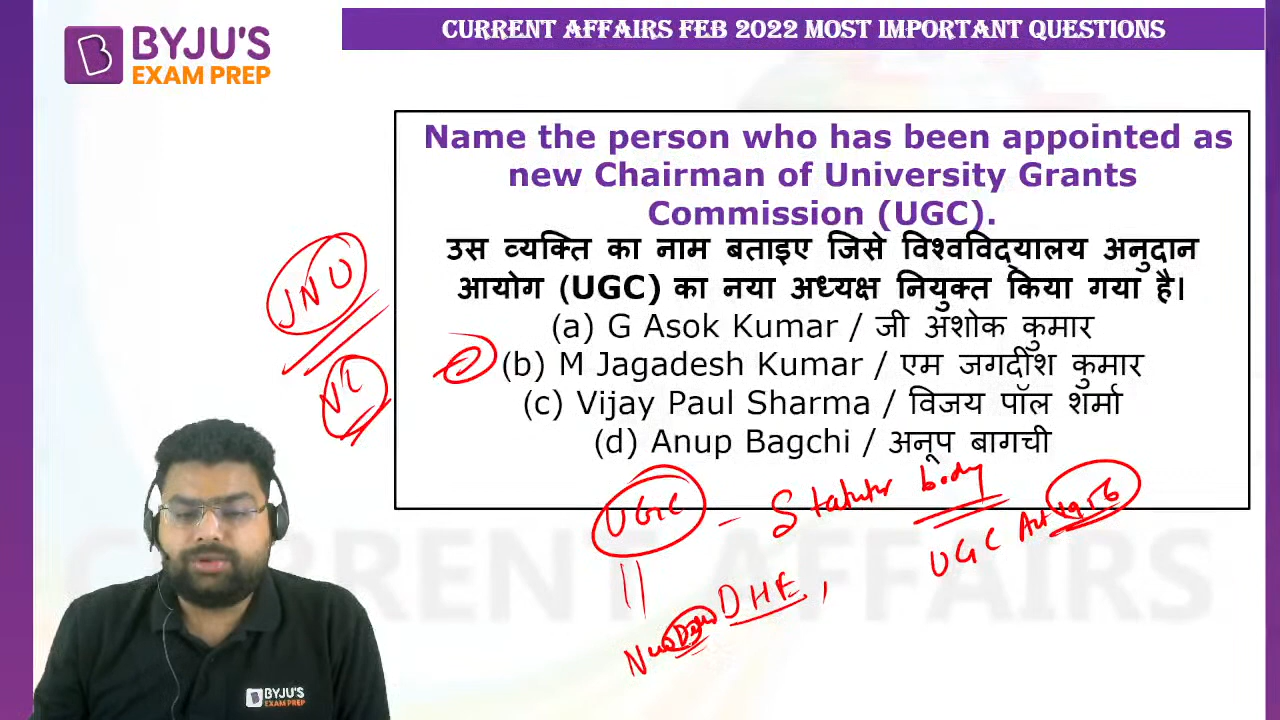 BYJU'S
EXAM PREP
CURRENT AFFAIRS FEB 2022 MOST IMPORTANT QUESTIONS
Name the person who has been appointed as
new Chairman of University Grants
Commission (UGC).
उस व्यक्ति का नाम बताइए जिसे विश्वविद्यालय अनुदान
आयोग (UGC) का नया अध्यक्ष नियुक्त किया गया है।
(a) G Asok Kumar / जी अशोक कुमार
(b) M Jagadesh Kumar / एम जगदीश कुमार
(c) Vijay Paul Sharma / विजय पॉल शर्मा
(d) Anup Bagchi / अनूप बागची
JNU
VC
UGC - body
UGC Act 1956
DHE,
CURRENT AFFAIRS
BYJU'S
EXAM PREP